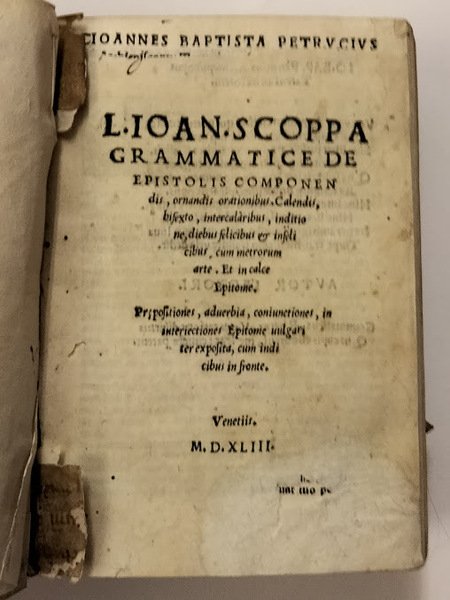 IOANNES BAPTISTA PETRVCIVS
L. IOAN. SCOPPA
GRAMMATICE DE
EPISTOLIS COMPONEN
dis, ornandis orationibus. Calendis,
bisexto, intercalaribus, inditio
ne, diebus felicibus & infeli
cibus, cum metrorum
arte. Et in calce
Epitome.
Prepositiones, aduerbia, coniunctiones, in
interiectiones Epitome uulgari
ter exposita, cum indi
cibus in fronte.
Venetiis.
M. D. XLIII.